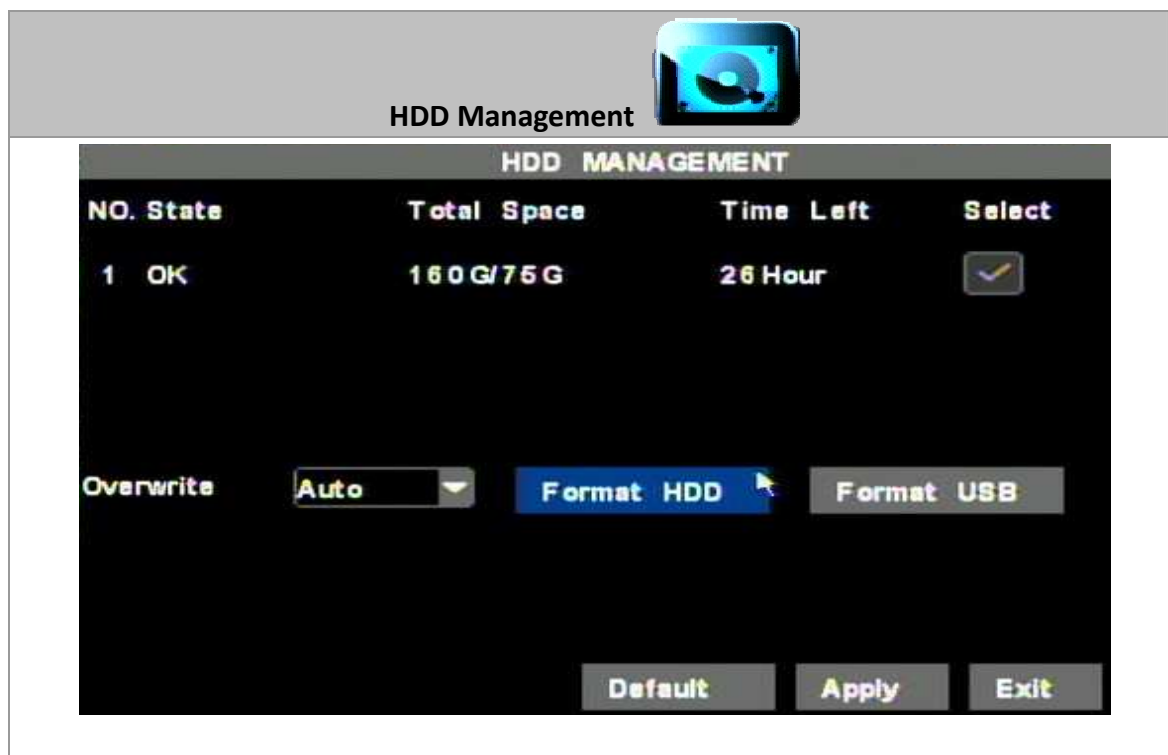 HDD Management
HDD MANAGEMENT
NO. State Total Space Time Left Select
1 OK 160G/75G 26 Hour
Overwrite Auto Format HDD Format USB
Default Apply Exit